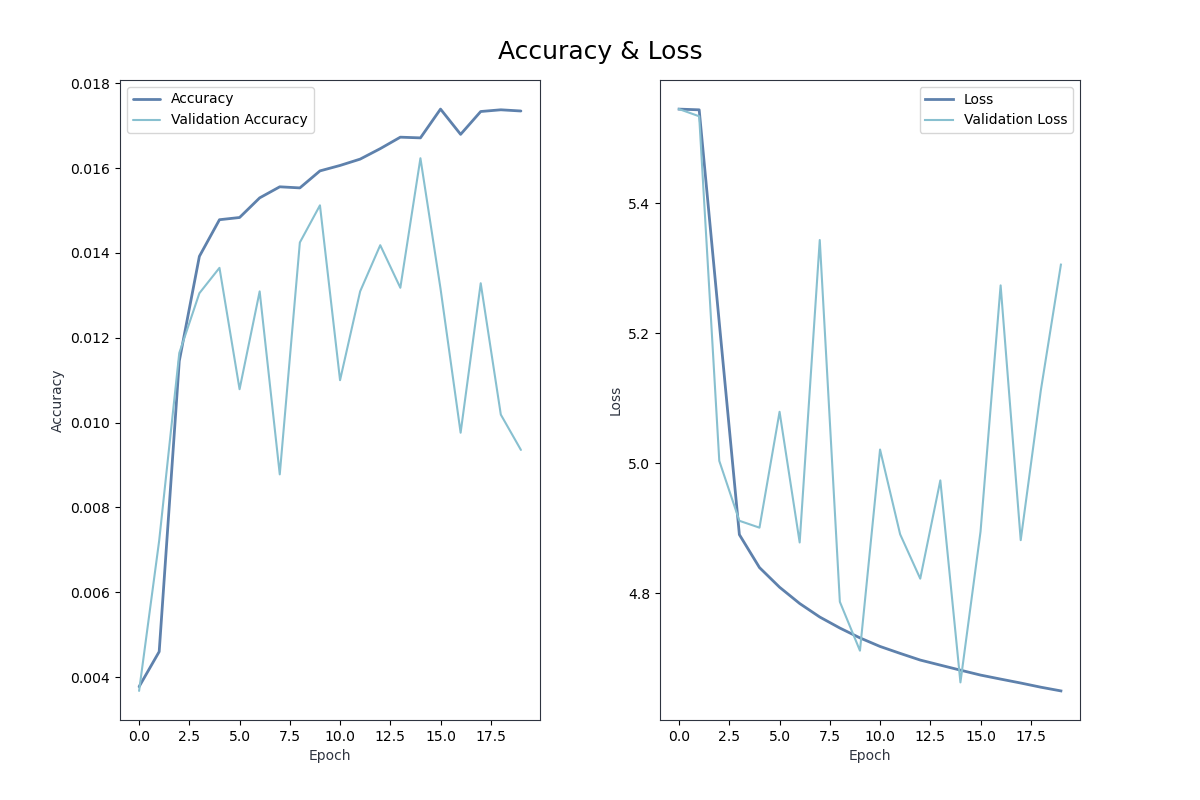 Accuracy & Loss
Accuracy
Validation Accuracy
0.018
0.016
0.014
0.012
0.010
0.008
0.006
0.004
Accuracy
0.0 2.5 5.0 7.5 10.0 12.5 15.0 17.5
Epoch
Loss
Validation Loss
5.4
5.2
5.0
4.8
Loss
0.0 2.5 5.0 7.5 10.0 12.5 15.0 17.5
Epoch